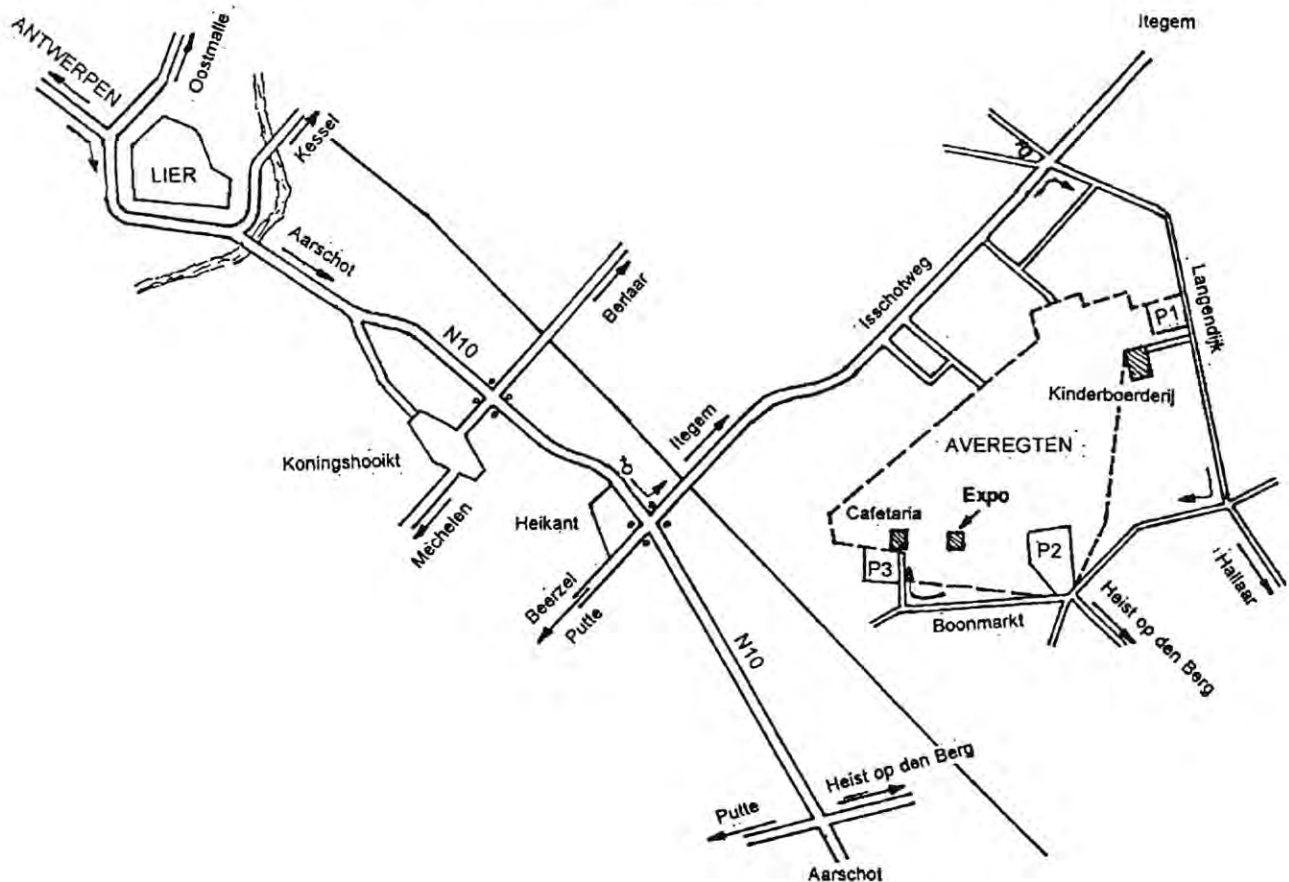 Itegem
ANTWERPEN
Oostmalle
Kessel
LIER
Aarschot
Berlaar
N10
Isschotweg
Langendijk
P1
Kinderboerderij
Koningshooikt
Itegem
AVEREGTEN
Mechelen
Heikant
Cafetaria
Expo
P2
P3
Hallaar
Beerzel
Putte
Boonmarkt
Heist op den Berg
N10
Heist op den Berg
Putte
Aarschot